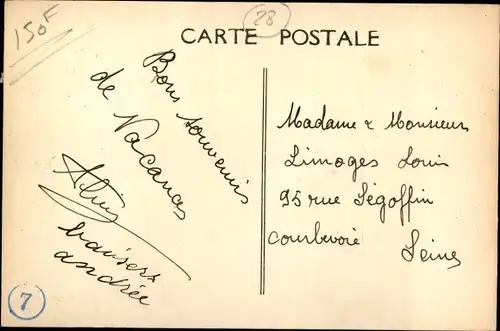 150F
28
CARTE POSTALE
Bons souvenirs
de Vacances
baisers
andrée
Madame & Monsieur
Limoges Louis
95 rue Ségoffin
Courbevoie
Seine
7